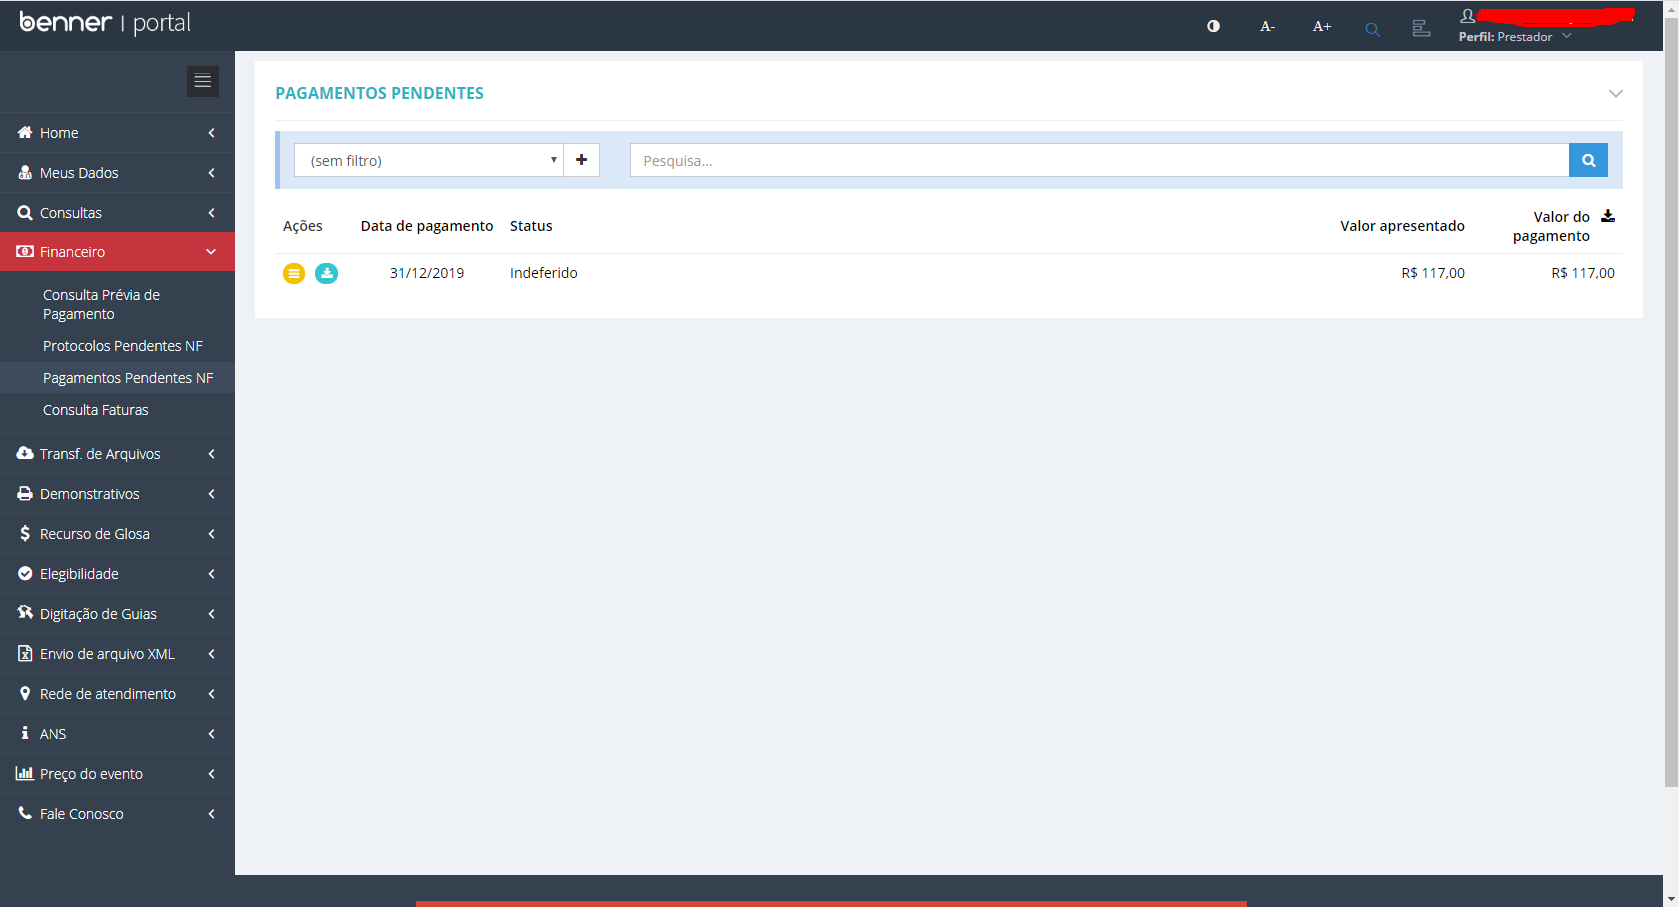 benner | portal
A-
A+
Perfil: Prestador
Home
Meus Dados
Consultas
Financeiro
Consulta Prévia de
Pagamento
Protocolos Pendentes NF
Pagamentos Pendentes NF
Consulta Faturas
Transf. de Arquivos
Demonstrativos
Recurso de Glosa
Elegibilidade
Digitação de Guias
Envio de arquivo XML
Rede de atendimento
ANS
Preço do evento
Fale Conosco
PAGAMENTOS PENDENTES
(sem filtro)
Pesquisa...
Ações Data de pagamento Status Valor apresentado Valor do
pagamento
31/12/2019 Indeferido R$ 117,00 R$ 117,00